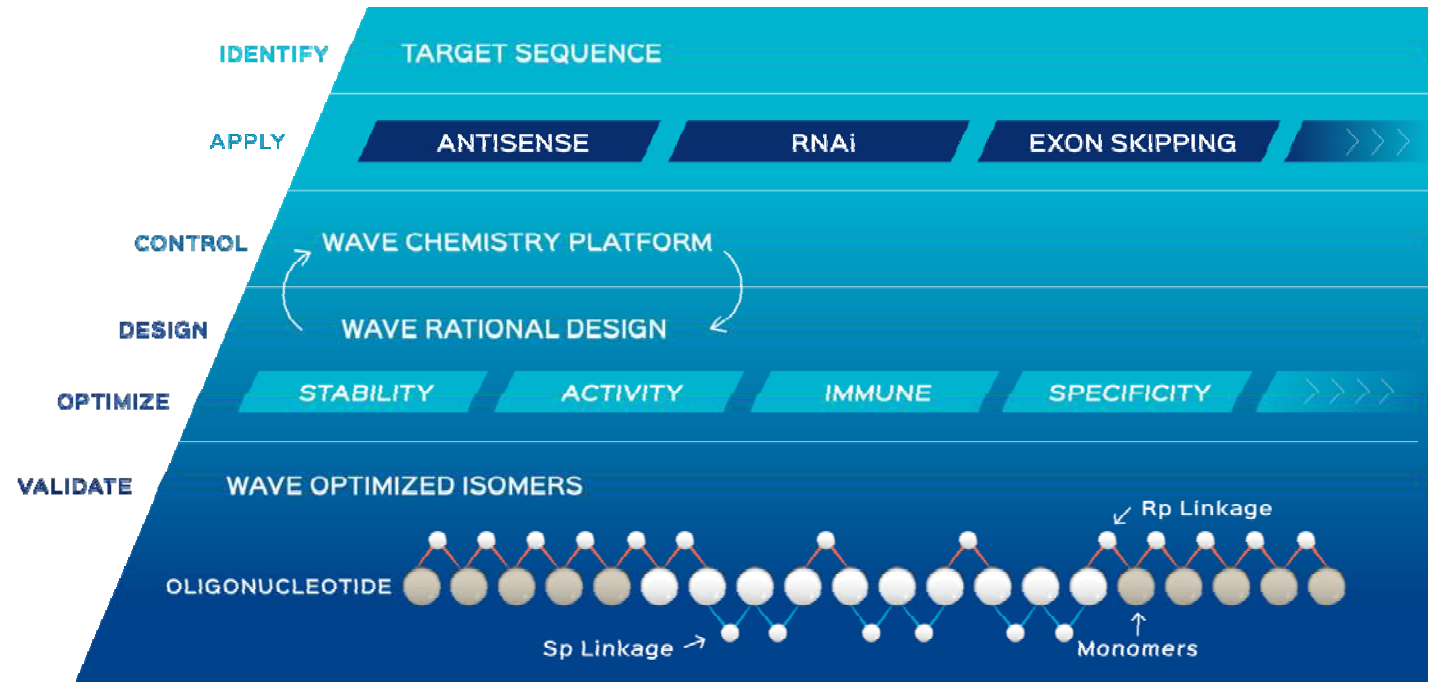 IDENTIFY TARGET SEQUENCE
APPLY ANTISENSE RNAi EXON SKIPPING
CONTROL WAVE CHEMISTRY PLATFORM
DESIGN WAVE RATIONAL DESIGN
OPTIMIZE STABILITY ACTIVITY IMMUNE SPECIFICITY
VALIDATE WAVE OPTIMIZED ISOMERS
Rp Linkage
OLIGONUCLEOTIDE
Sp Linkage
Monomers